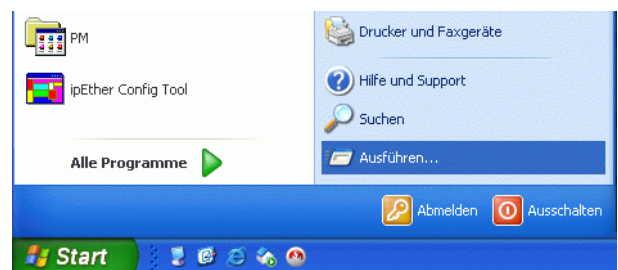 PM
ipEther Config Tool
Alle Programme
Drucker und Faxgeräte
Hilfe und Support
Suchen
Ausführen...
Abmelden
Ausschalten
Start